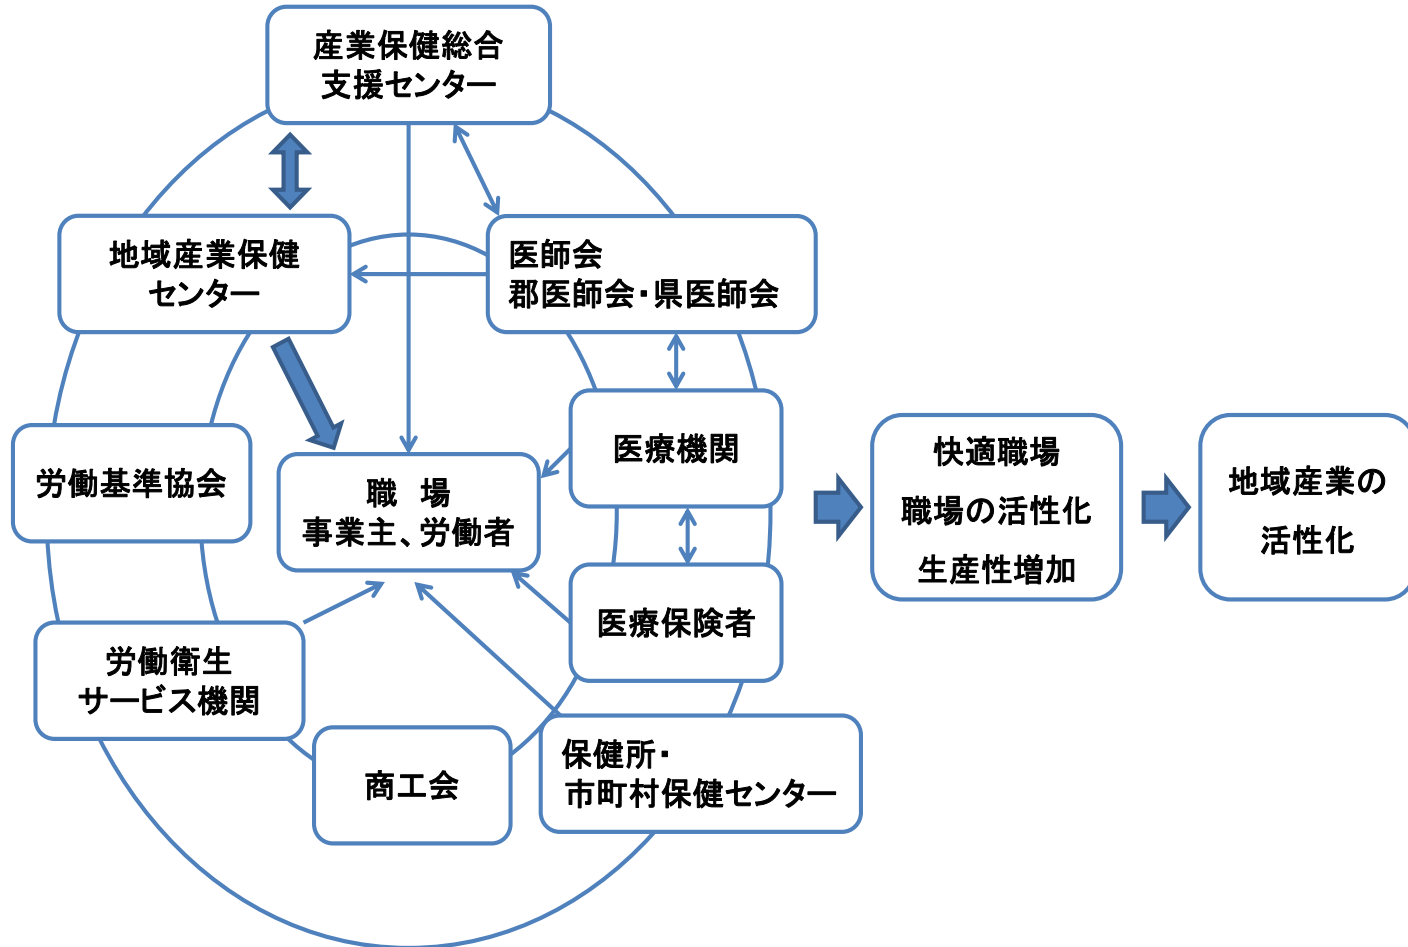 産業保健総合
支援センター
地域産業保健
センター
医師会
郡医師会・県医師会
労働基準協会
医療機関
職　場
事業主、労働者
医療保険者
労働衛生
サービス機関
商工会
保健所・
市町村保健センター
快適職場
職場の活性化
生産性増加
地域産業の
活性化